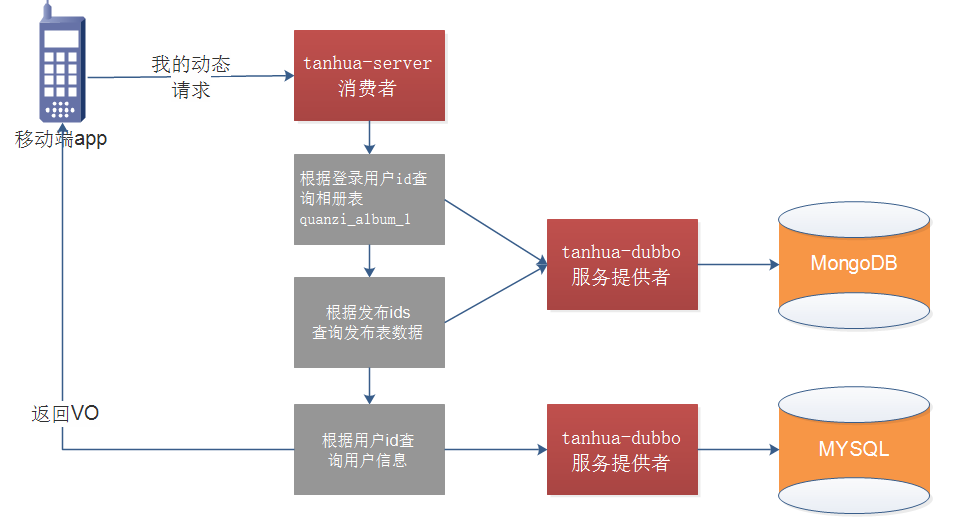 我的动态
请求
移动端app
tanhua-server
消费者
根据登录用户id查
询相册表
quanzi_album_1
tanhua-dubbo
服务提供者
MongoDB
根据发布ids
查询发布表数据
返回VO
根据用户id查
询用户信息
tanhua-dubbo
服务提供者
MYSQL